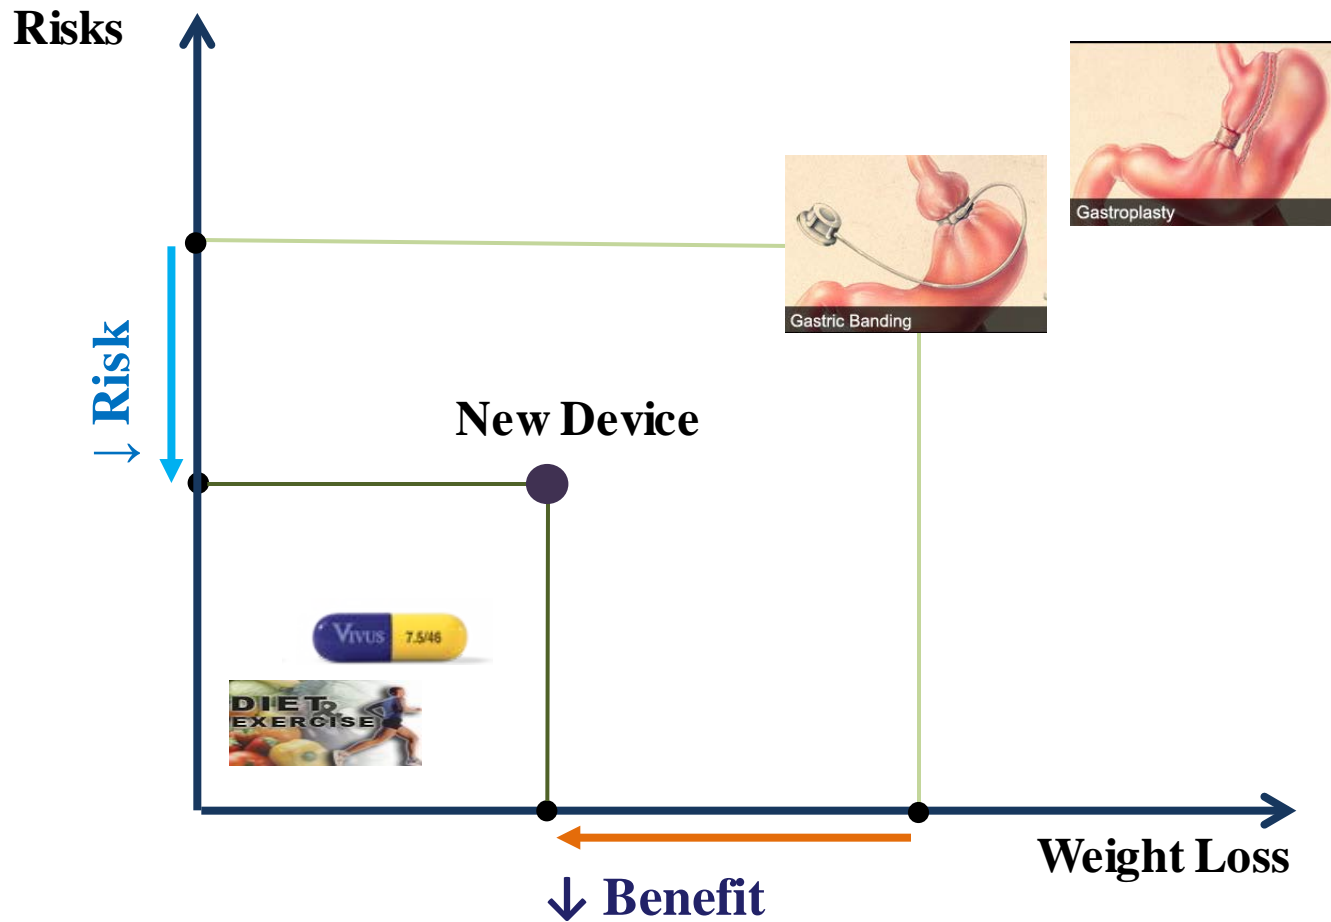 Risks
Gastroplasty
Gastric Banding
↓ Risk
New Device
VIVUS 7.5/46
DIET &
EXERCISE
Weight Loss
↓ Benefit